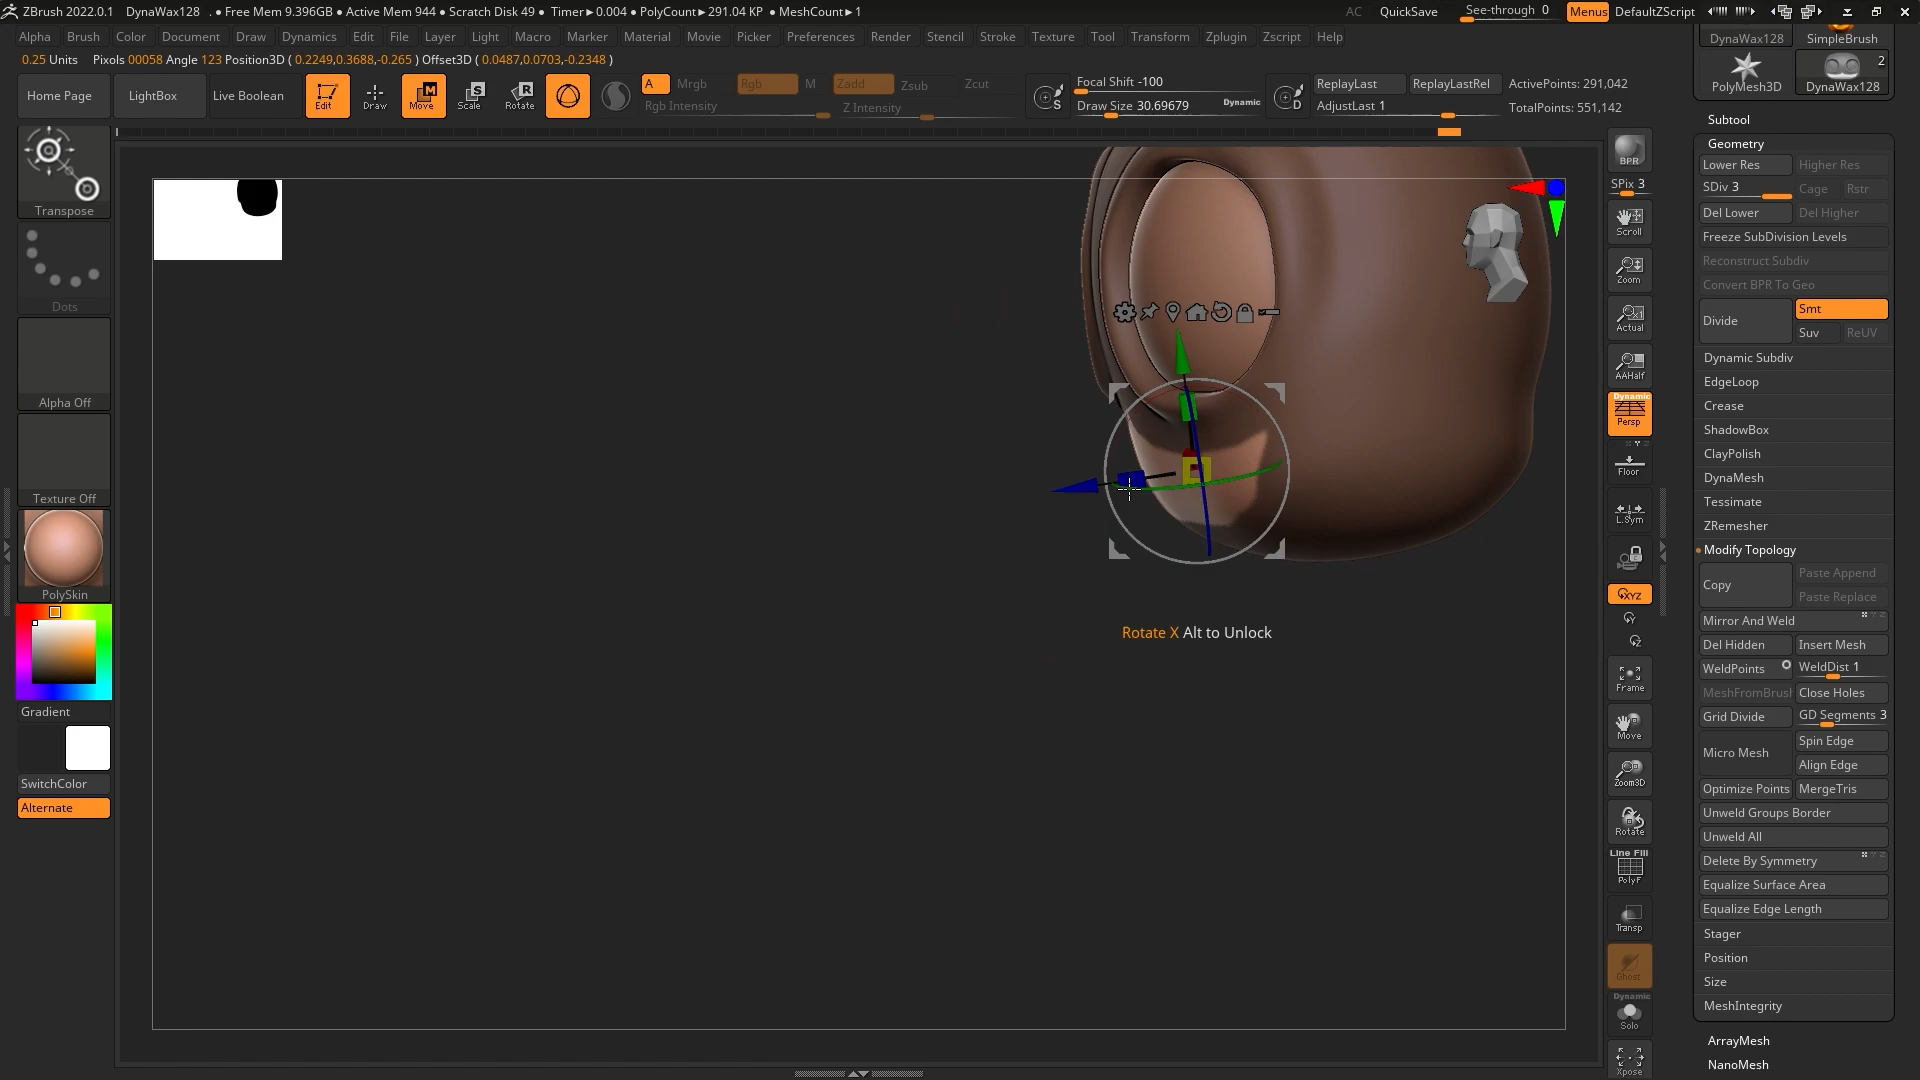 ZBrush 2022.0.1 DynaWax128 . ● Free Mem 9.396GB ● Active Mem 944 ● Scratch Disk 49 ● Timer►0.004 ● PolyCount►291.04 KP ● MeshCount►1 AC QuickSave See-through 0 Menus DefaultZScript
Alpha Brush Color Document Draw Dynamics Edit File Layer Light Macro Marker Material Movie Picker Preferences Render Stencil Stroke Texture Tool Transform Zplugin Zscript Help
0.25 Units Pixols 00058 Angle 123 Position3D ( 0.2249,0.3688,-0.265 ) Offset3D ( 0.0487,0.0703,-0.2348 )
Home Page LightBox Live Boolean
Edit Draw Move Scale Rotate
A Mrgb Rgb M Zadd Zsub Zcut
Rgb Intensity Z Intensity
S Focal Shift -100
Draw Size 30.69679 Dynamic
D ReplayLast ReplayLastRel
AdjustLast 1
ActivePoints: 291,042
TotalPoints: 551,142
Transpose
Dots
Alpha Off
Texture Off
PolySkin
Gradient
SwitchColor
Alternate
Rotate X Alt to Unlock
BPR
SPix 3
Scroll
Zoom
Actual
AAHalf
Dynamic
Persp
Floor
L.Sym
XYZ
Y
Z
Frame
Move
Zoom3D
Rotate
Line Fill
PolyF
Transp
Ghost
Dynamic
Solo
Xpose
DynaWax128 SimpleBrush
2
PolyMesh3D DynaWax128
Subtool
Geometry
Lower Res Higher Res
SDiv 3 Cage Rstr
Del Lower Del Higher
Freeze SubDivision Levels
Reconstruct Subdiv
Convert BPR To Geo
Divide Smt
Suv ReUV
Dynamic Subdiv
EdgeLoop
Crease
ShadowBox
ClayPolish
DynaMesh
Tessimate
ZRemesher
Modify Topology
Copy Paste Append
Paste Replace
Mirror And Weld
Del Hidden Insert Mesh
WeldPoints WeldDist 1
MeshFromBrush Close Holes
Grid Divide GD Segments 3
Micro Mesh Spin Edge
Align Edge
Optimize Points MergeTris
Unweld Groups Border
Unweld All
Delete By Symmetry
Equalize Surface Area
Equalize Edge Length
Stager
Position
Size
MeshIntegrity
ArrayMesh
NanoMesh